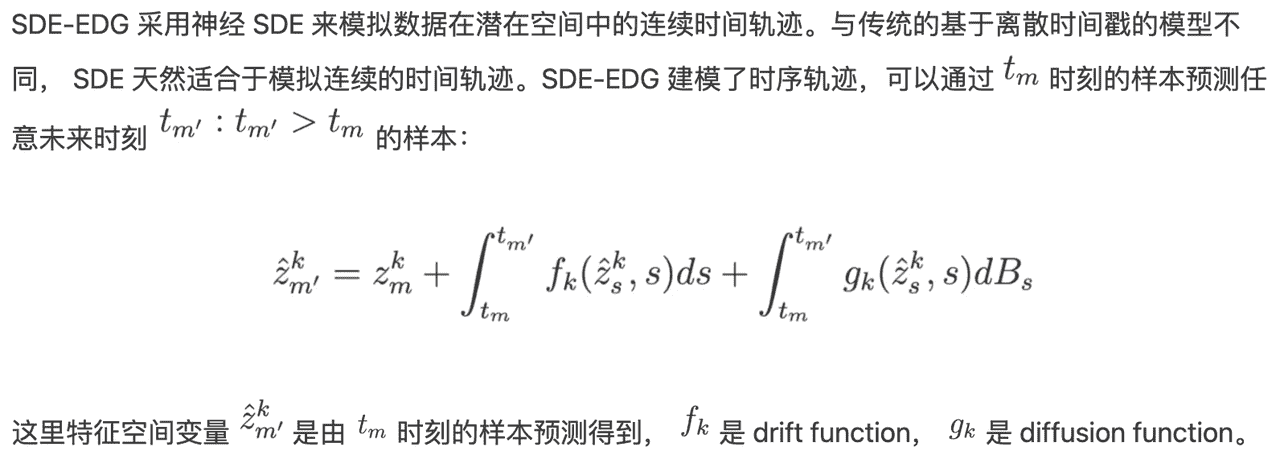 SDE-EDG 采用神经 SDE 来模拟数据在潜在空间中的连续时间轨迹。与传统的基于离散时间戳的模型不
同， SDE 天然适合于模拟连续的时间轨迹。SDE-EDG 建模了时序轨迹，可以通过 $t_m$ 时刻的样本预测任
意未来时刻 $t_{m'} : t_{m'} > t_m$ 的样本：
$\hat{z}_{m'}^k = z_m^k + \int_{t_m}^{t_{m'}} f_k(\hat{z}_s^k, s)ds + \int_{t_m}^{t_{m'}} g_k(\hat{z}_s^k, s)dB_s$
这里特征空间变量 $\hat{z}_{m'}^k$ 是由 $t_m$ 时刻的样本预测得到， $f_k$ 是 drift function， $g_k$ 是 diffusion function。